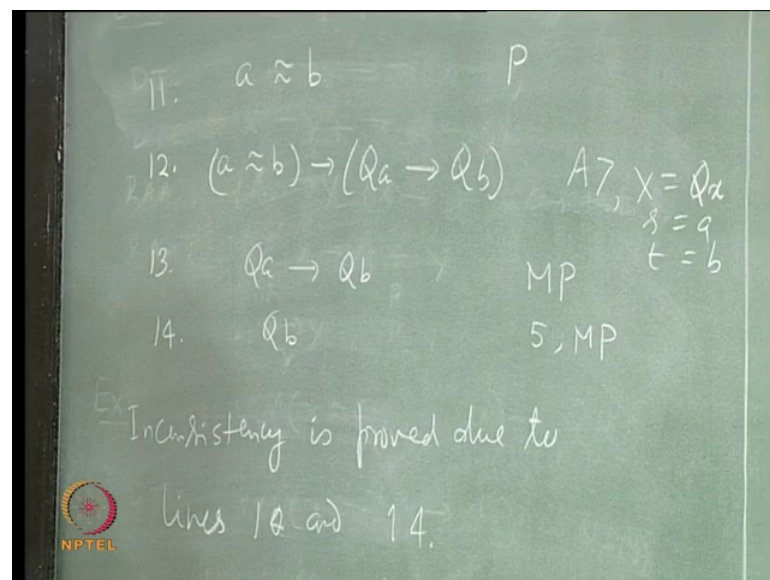 11. a ≈ b P
12. (a ≈ b) → (Qa → Qb) A7, X = Qx
s = a
t = b
13. Qa → Qb MP
14. Qb 5, MP
Inconsistency is proved due to
lines 10 and 14.
NPTEL